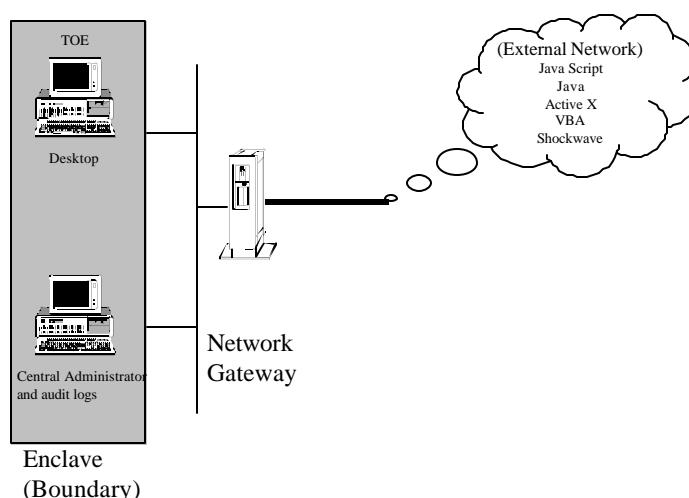 TOE
Desktop
Central Administrator
and audit logs
Enclave
(Boundary)
Network
Gateway
(External Network)
Java Script
Java
Active X
VBA
Shockwave